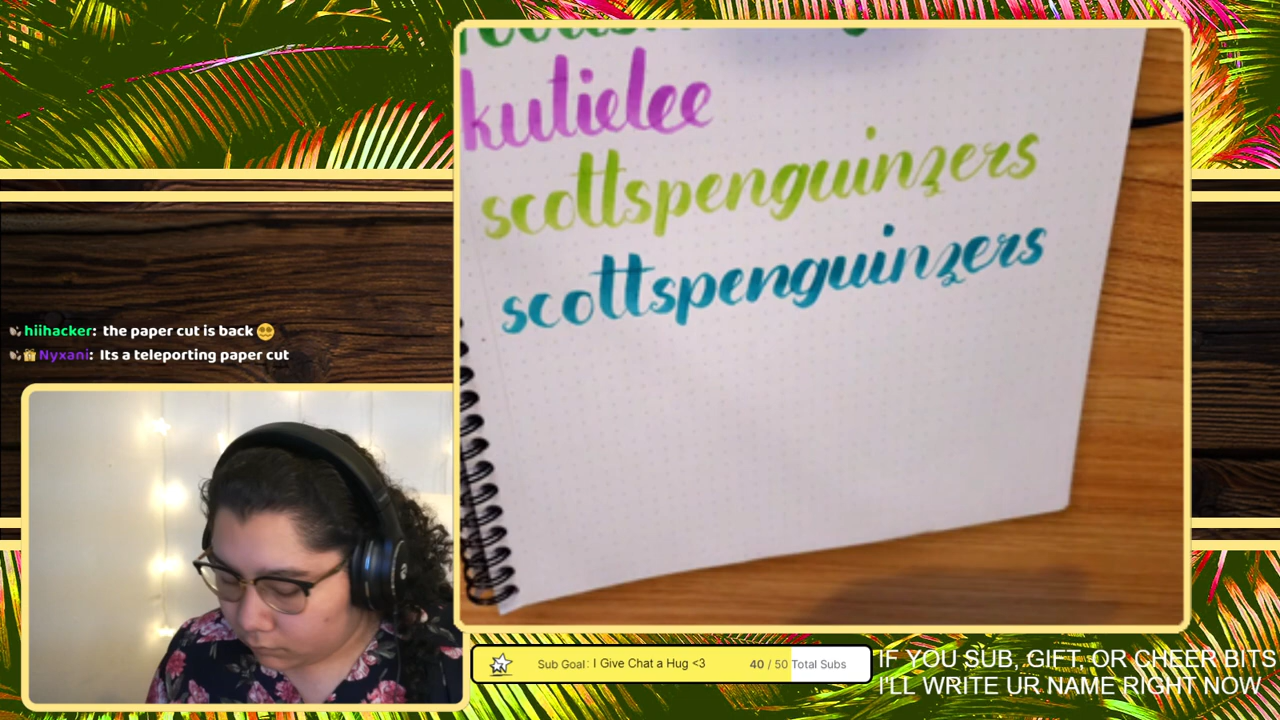 kutielee
scottspenguinzers
scottspenguinzers
hiihacker: the paper cut is back
Nyxani: Its a teleporting paper cut
Sub Goal: I Give Chat a Hug <3 40 / 50 Total Subs
IF YOU SUB, GIFT, OR CHEER BITS
I'LL WRITE UR NAME RIGHT NOW